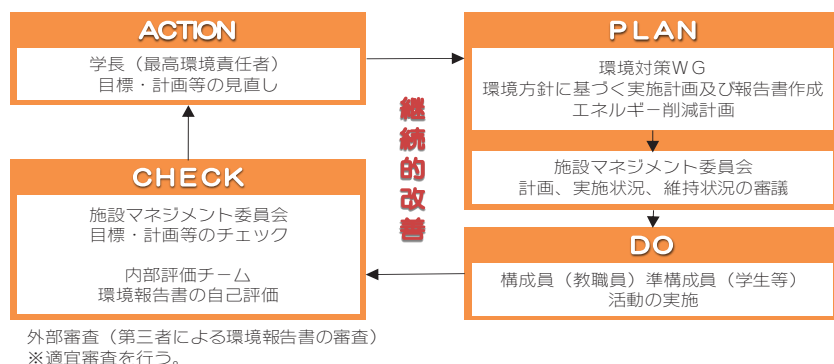 ACTION
学長（最高環境責任者）
目標・計画等の見直し
PLAN
環境対策ＷＧ
環境方針に基づく実施計画及び報告書作成
エネルギー削減計画
施設マネジメント委員会
計画、実施状況、維持状況の審議
継続的改善
CHECK
施設マネジメント委員会
目標・計画等のチェック
内部評価チーム
環境報告書の自己評価
DO
構成員（教職員）準構成員（学生等）
活動の実施
外部審査（第三者による環境報告書の審査）
※適宜審査を行う。